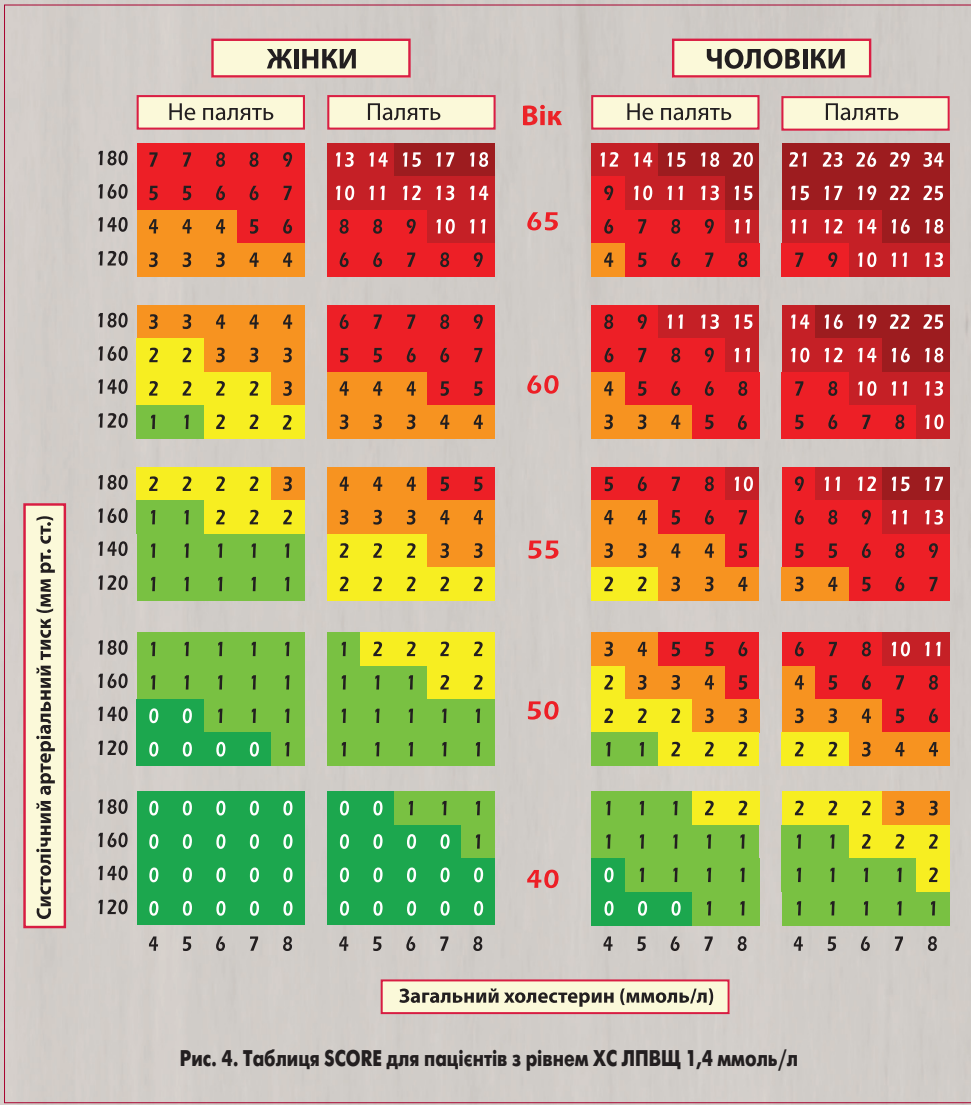 ЖІНКИ ЧОЛОВІКИ
Не палять Палять Вік Не палять Палять
180 7 7 8 8 9 13 14 15 17 18 12 14 15 18 20 21 23 26 29 34
160 5 5 6 6 7 10 11 12 13 14 9 10 11 13 15 15 17 19 22 25
65
140 4 4 4 5 6 8 8 9 10 11 6 7 8 9 11 11 12 14 16 18
120 3 3 3 4 4 6 6 7 8 9 4 5 6 7 8 7 9 10 11 13
180 3 3 4 4 4 6 7 7 8 9 8 9 11 13 15 14 16 19 22 25
160 2 2 3 3 3 5 5 6 6 7 6 7 8 9 11 10 12 14 16 18
60
140 2 2 2 2 3 4 4 4 5 5 4 5 6 6 8 7 8 10 11 13
120 1 1 2 2 2 3 3 3 4 4 3 3 4 5 6 5 6 7 8 10
180 2 2 2 2 3 4 4 4 5 5 5 6 7 8 10 9 11 12 15 17
160 1 1 2 2 2 3 3 3 4 4 4 4 5 6 7 6 8 9 11 13
55
140 1 1 1 1 1 2 2 2 3 3 3 3 4 4 5 5 5 6 8 9
120 1 1 1 1 1 2 2 2 2 2 2 2 3 3 4 3 4 5 6 7
180 1 1 1 1 1 1 2 2 2 2 3 4 5 5 6 6 7 8 10 11
160 1 1 1 1 1 1 1 1 2 2 2 3 3 4 5 4 5 6 7 8
50
140 0 0 1 1 1 1 1 1 1 1 2 2 2 3 3 3 3 4 5 6
120 0 0 0 0 1 1 1 1 1 1 1 1 2 2 2 2 2 3 4 4
180 0 0 0 0 0 0 0 1 1 1 1 1 1 2 2 2 2 2 3 3
160 0 0 0 0 0 0 0 0 0 1 1 1 1 1 1 1 1 2 2 2
40
140 0 0 0 0 0 0 0 0 0 0 0 1 1 1 1 1 1 1 1 2
120 0 0 0 0 0 0 0 0 0 0 0 0 0 1 1 1 1 1 1 1
4 5 6 7 8 4 5 6 7 8 4 5 6 7 8 4 5 6 7 8
Систолічний артеріальний тиск (мм рт. ст.)
Загальний холестерин (ммоль/л)
Рис. 4. Таблиця SCORE для пацієнтів з рівнем ХС ЛПВЩ 1,4 ммоль/л